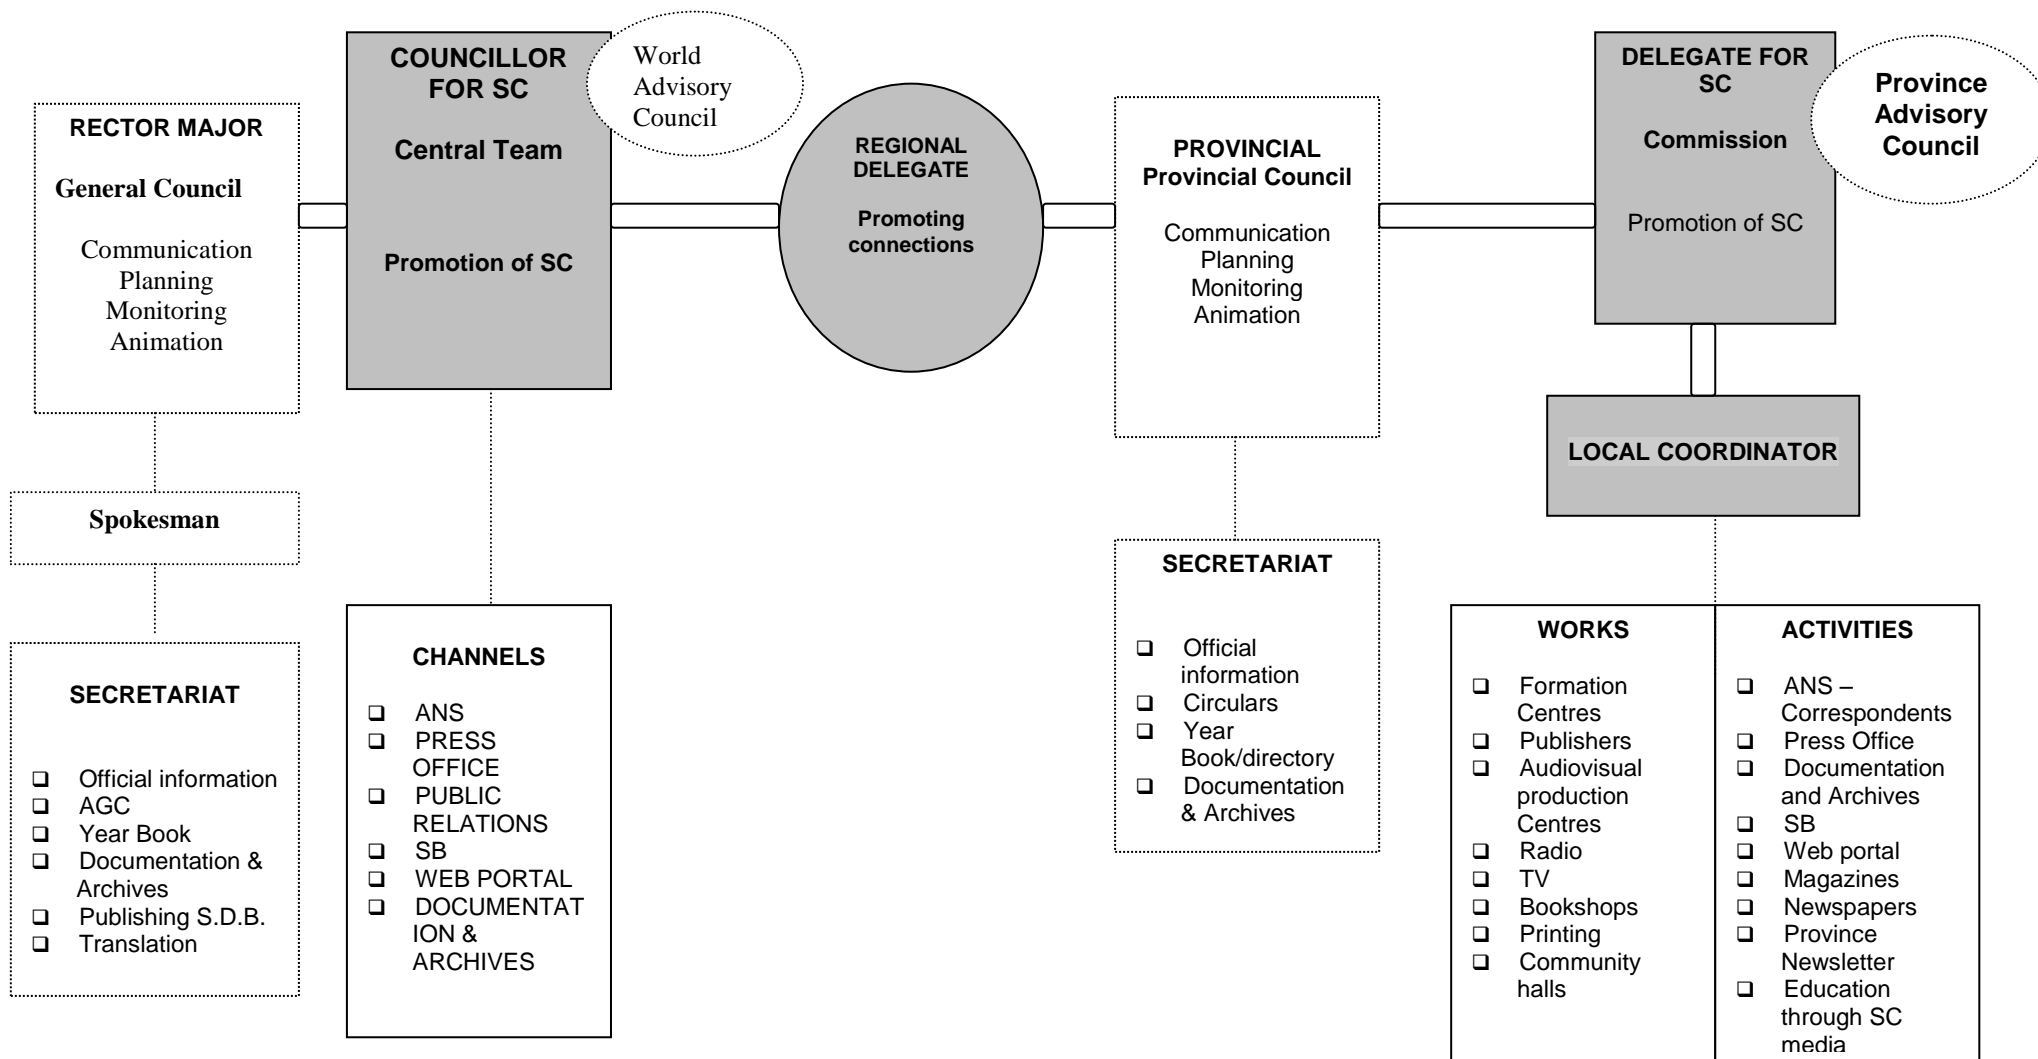 RECTOR MAJOR
General Council
Communication
Planning
Monitoring
Animation
Spokesman
SECRETARIAT
❑ Official information
❑ AGC
❑ Year Book
❑ Documentation &
Archives
❑ Publishing S.D.B.
❑ Translation
COUNCILLOR
FOR SC
Central Team
Promotion of SC
World
Advisory
Council
CHANNELS
❑ ANS
❑ PRESS
OFFICE
❑ PUBLIC
RELATIONS
❑ SB
❑ WEB PORTAL
❑ DOCUMENTAT
ION &
ARCHIVES
REGIONAL
DELEGATE
Promoting
connections
PROVINCIAL
Provincial Council
Communication
Planning
Monitoring
Animation
SECRETARIAT
❑ Official
information
❑ Circulars
❑ Year
Book/directory
❑ Documentation
& Archives
DELEGATE FOR
SC
Commission
Promotion of SC
Province
Advisory
Council
LOCAL COORDINATOR
WORKS
❑ Formation
Centres
❑ Publishers
❑ Audiovisual
production
Centres
❑ Radio
❑ TV
❑ Bookshops
❑ Printing
❑ Community
halls
ACTIVITIES
❑ ANS –
Correspondents
❑ Press Office
❑ Documentation
and Archives
❑ SB
❑ Web portal
❑ Magazines
❑ Newspapers
❑ Province
Newsletter
❑ Education
through SC
media